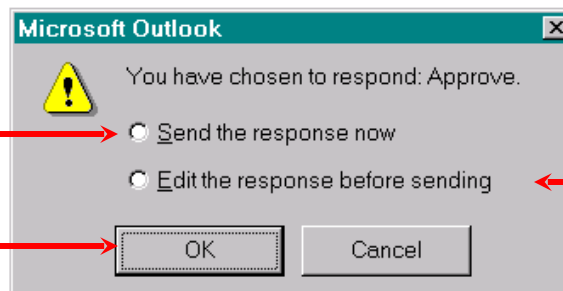 Microsoft Outlook
You have chosen to respond: Approve.
Send the response now
Edit the response before sending
OK Cancel